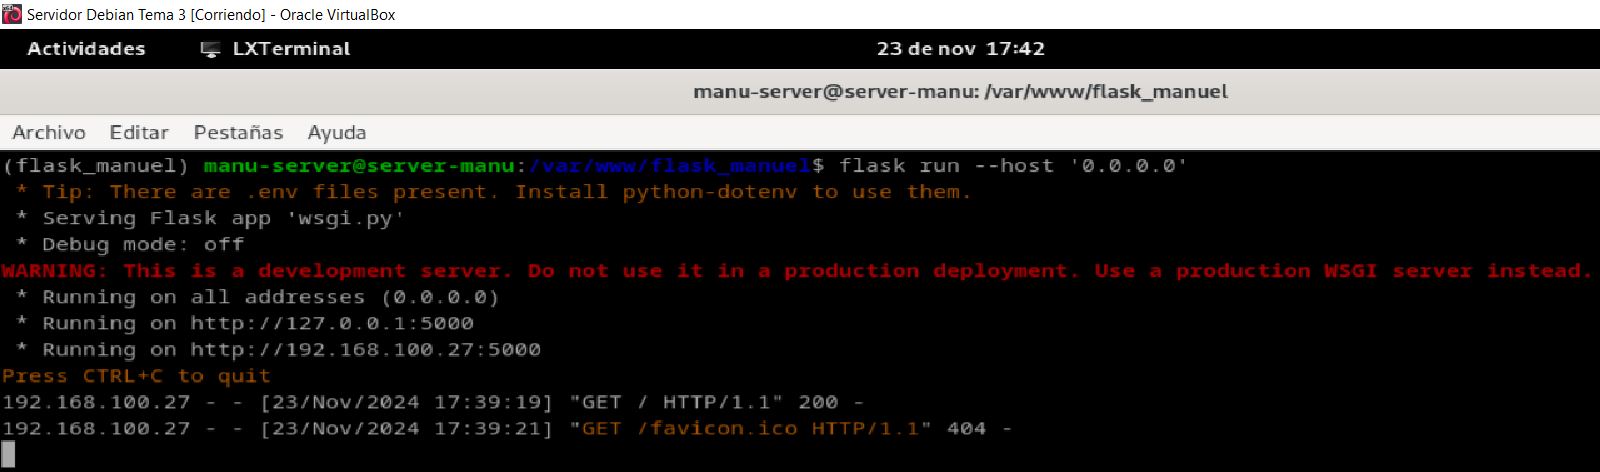 Servidor Debian Tema 3 [Corriendo] - Oracle VirtualBox
Actividades LXTerminal 23 de nov 17:42
manu-server@server-manu: /var/www/flask_manuel
Archivo Editar Pestañas Ayuda
(flask_manuel) manu-server@server-manu:/var/www/flask_manuel$ flask run --host '0.0.0.0'
 * Tip: There are .env files present. Install python-dotenv to use them.
 * Serving Flask app 'wsgi.py'
 * Debug mode: off
WARNING: This is a development server. Do not use it in a production deployment. Use a production WSGI server instead.
 * Running on all addresses (0.0.0.0)
 * Running on http://127.0.0.1:5000
 * Running on http://192.168.100.27:5000
Press CTRL+C to quit
192.168.100.27 - - [23/Nov/2024 17:39:19] "GET / HTTP/1.1" 200 -
192.168.100.27 - - [23/Nov/2024 17:39:21] "GET /favicon.ico HTTP/1.1" 404 -